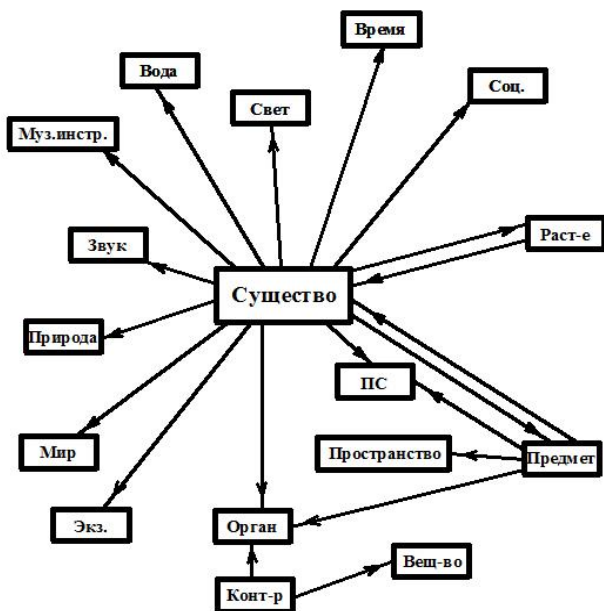 Время
Вода
Соц.
Свет
Муз.инстр.
Звук
Раст-е
Существо
Природа
ПС
Мир
Пространство
Предмет
Экз.
Орган
Вещ-во
Конт-р